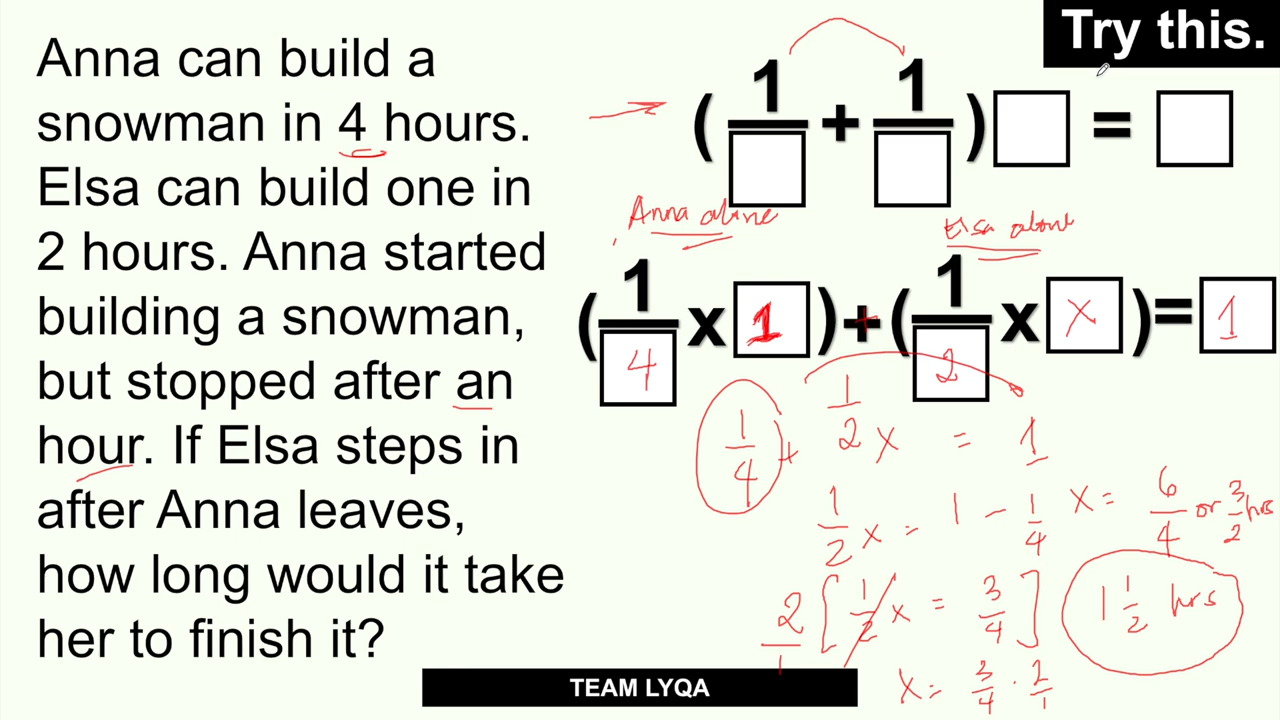 Try this.
Anna can build a
snowman in 4 hours.
Elsa can build one in
2 hours. Anna started
building a snowman,
but stopped after an
hour. If Elsa steps in
after Anna leaves,
how long would it take
her to finish it?
( 1/□ + 1/□ ) □ = □
Anna alone
Elsa alone
( 1/4 x 1 ) + ( 1/2 x x ) = 1
1/4 + 1/2 x = 1
1/2 x = 1 - 1/4
2/1 [ 1/2 x = 3/4 ]
x = 3/4 · 2/1
x = 6/4 or 3/2 hrs
1 1/2 hrs
TEAM LYQA